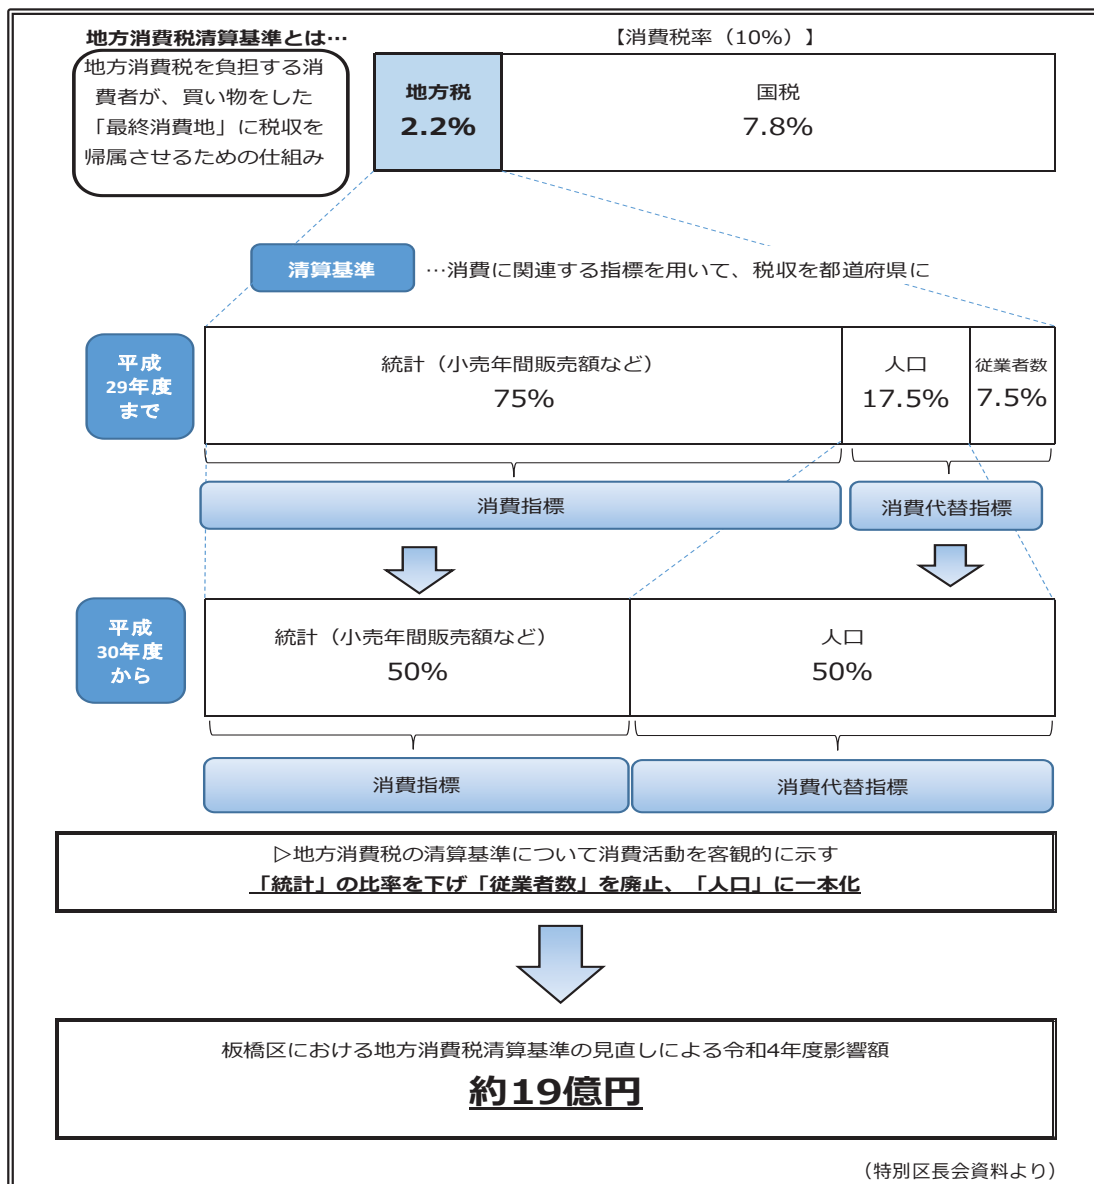 地方消費税清算基準とは…
地方消費税を負担する消
費者が、買い物をした
「最終消費地」に税収を
帰属させるための仕組み
【消費税率（10%）】
地方税
2.2%
国税
7.8%
清算基準
…消費に関連する指標を用いて、税収を都道府県に
平成
29年度
まで
統計（小売年間販売額など）
75%
人口
17.5%
従業者数
7.5%
消費指標
消費代替指標
平成
30年度
から
統計（小売年間販売額など）
50%
人口
50%
消費指標
消費代替指標
▷地方消費税の清算基準について消費活動を客観的に示す
「統計」の比率を下げ「従業者数」を廃止、「人口」に一本化
板橋区における地方消費税清算基準の見直しによる令和4年度影響額
約19億円
（特別区長会資料より）